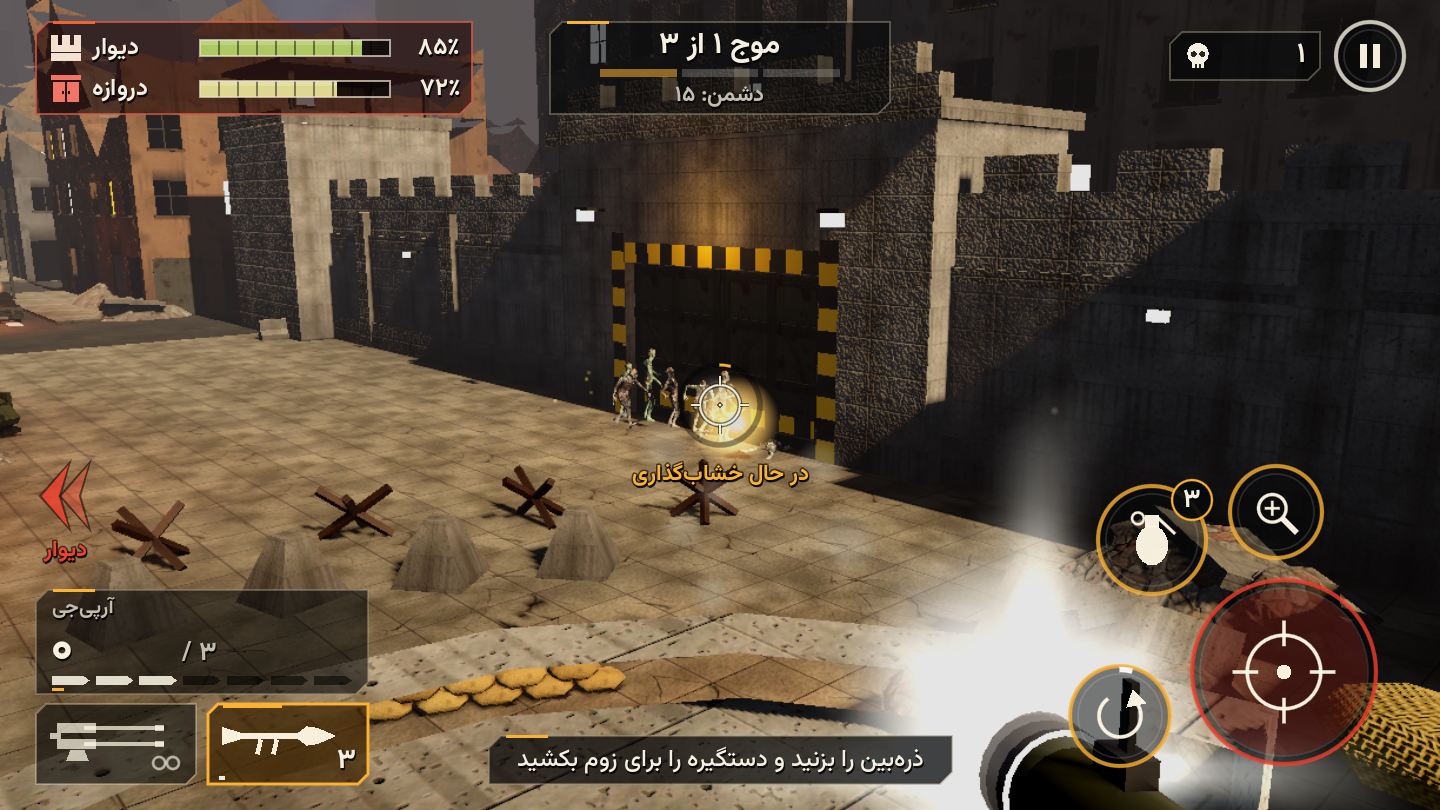 دیوار ۸۵٪
دروازه ۷۲٪
موج ۱ از ۳
دشمن: ۱۵
۱
در حال خشاب‌گذاری
دیوار
۳
آرپی‌جی
۰ / ۳
∞
۳
ذره‌بین را بزنید و دستگیره را برای زوم بکشید